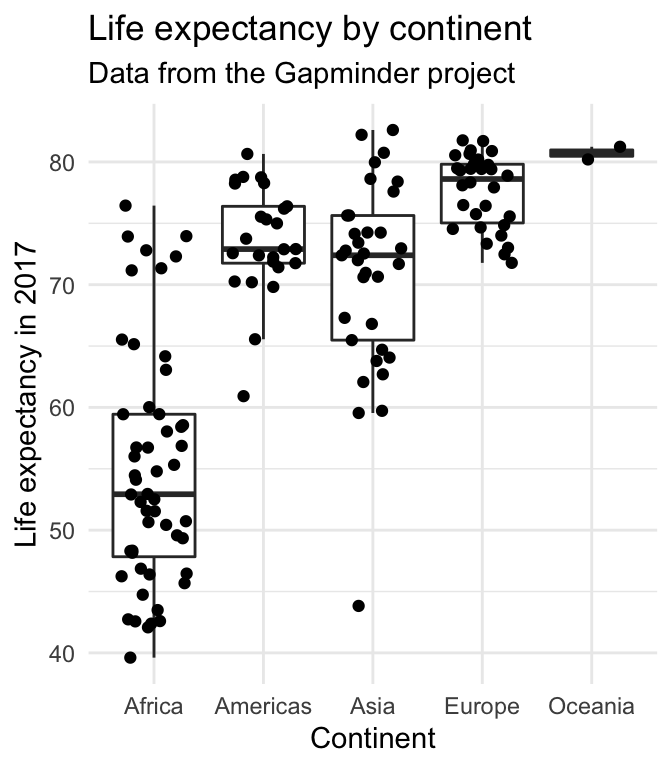 Life expectancy by continent
Data from the Gapminder project
Life expectancy in 2017
80
70
60
50
40
Africa Americas Asia Europe Oceania
Continent